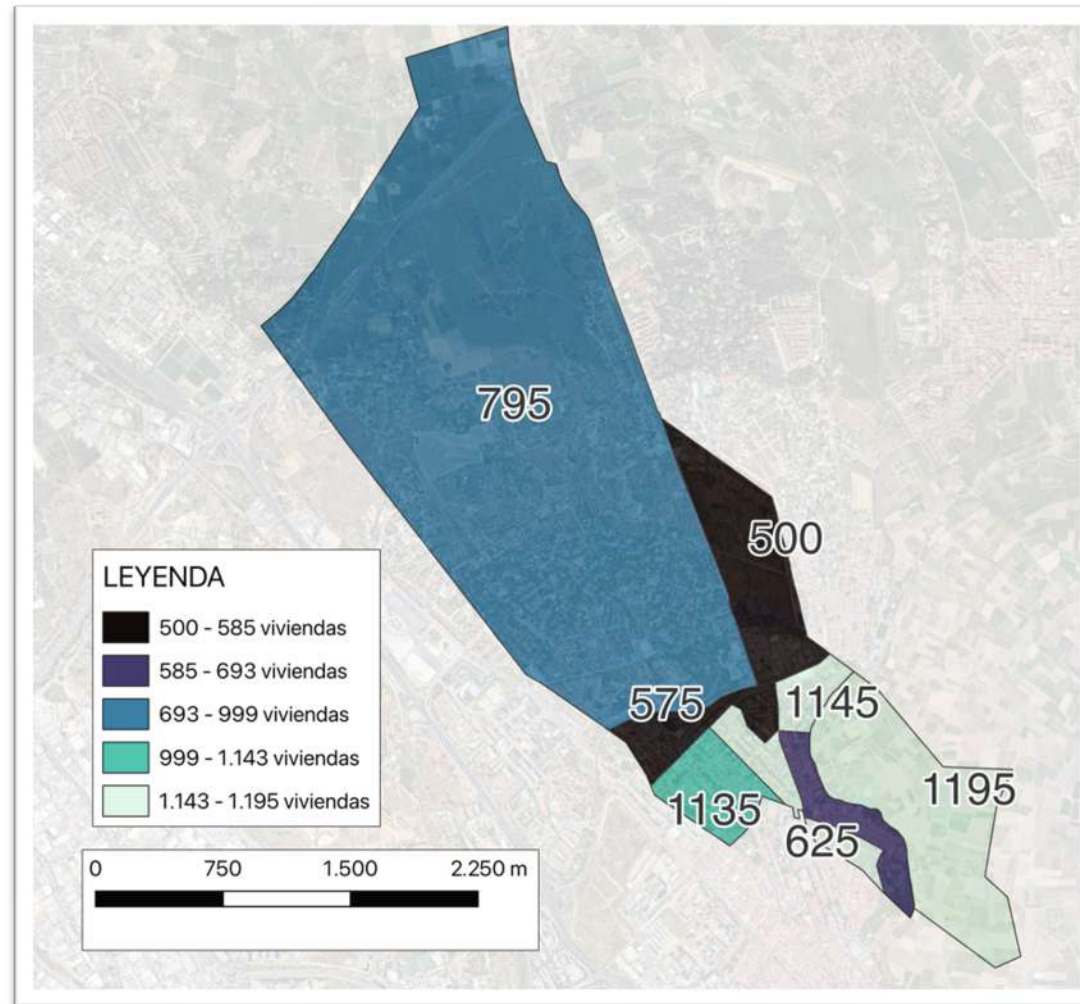 795
500
LEYENDA
500 - 585 viviendas
585 - 693 viviendas
693 - 999 viviendas
999 - 1.143 viviendas
1.143 - 1.195 viviendas
575
1145
1195
1135
625
0 750 1.500 2.250 m